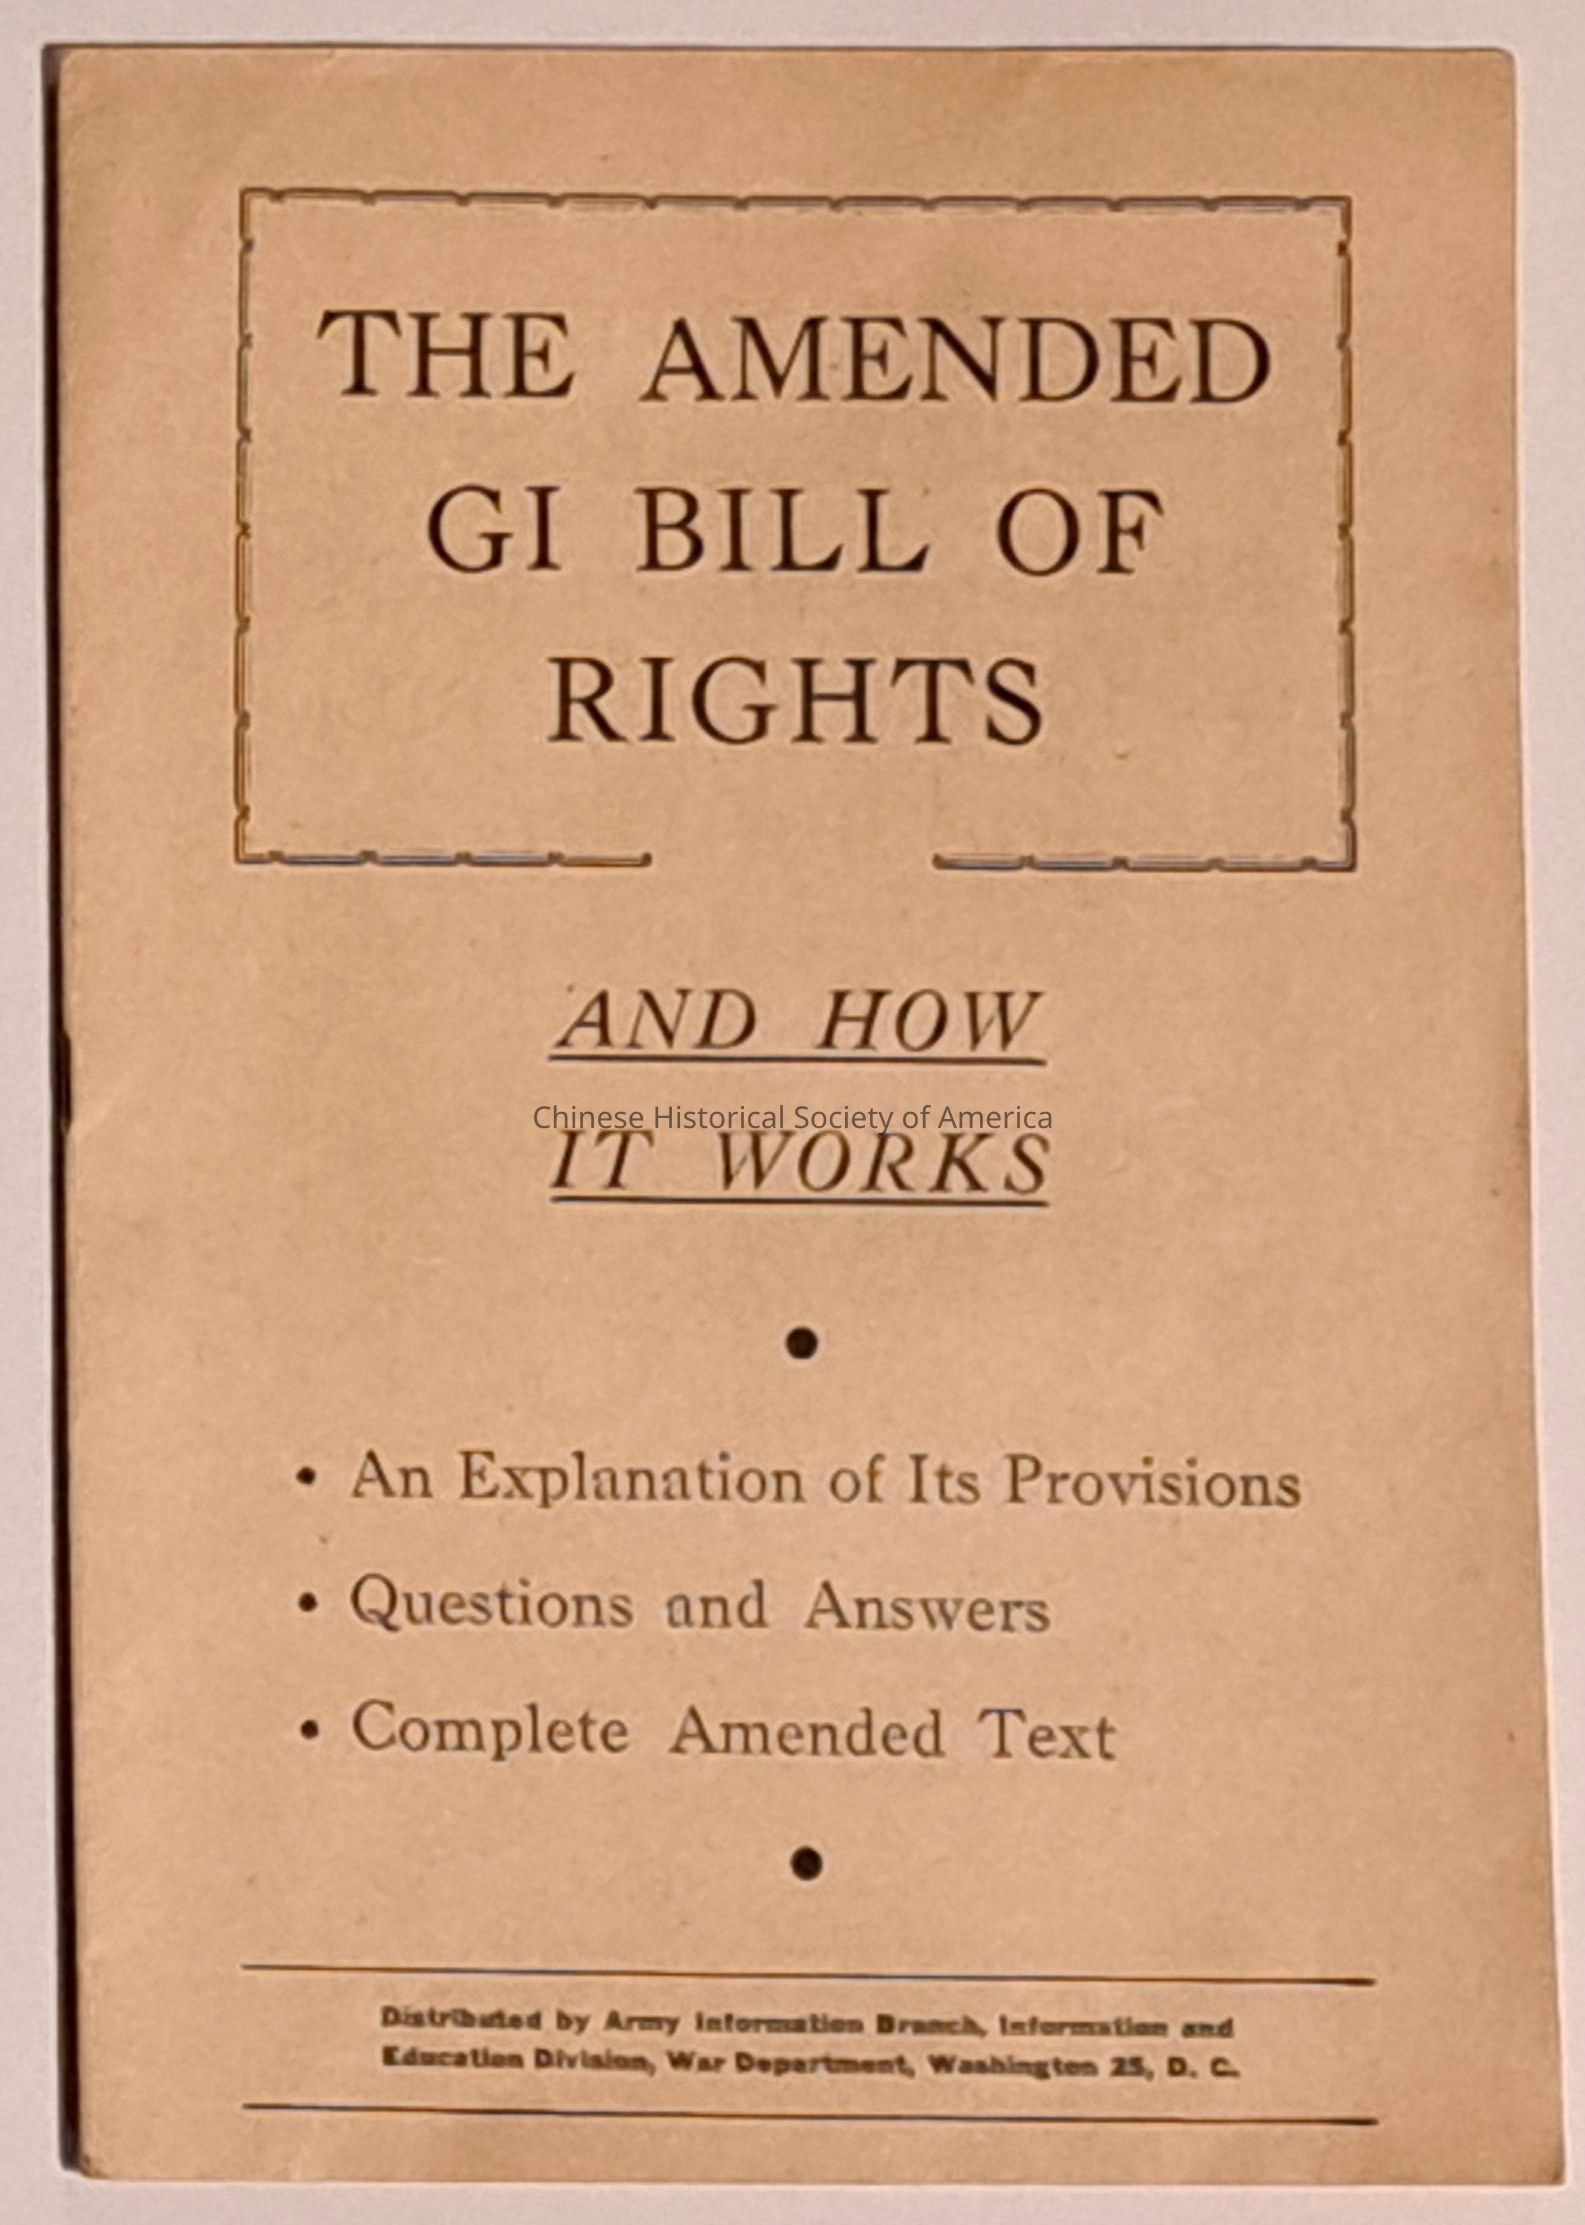 THE AMENDED
GI BILL OF
RIGHTS
AND HOW
Chinese Historical Society of America
IT WORKS
• An Explanation of Its Provisions
• Questions and Answers
• Complete Amended Text
Distributed by Army Information Branch, Information and
Education Division, War Department, Washington 25, D. C.